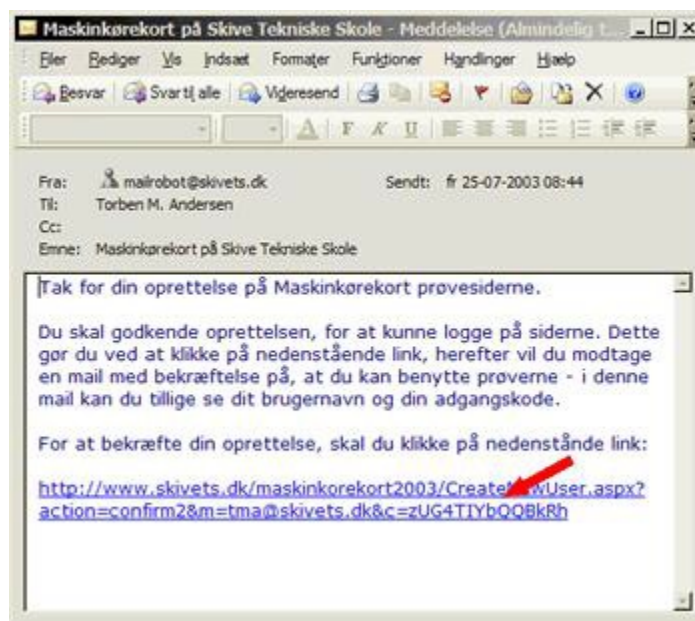 Maskinkørekort på Skive Tekniske Skole - Meddelelse (Almindelig t...
Filer Rediger Vis Indsæt Formater Funktioner Handlinger Hjælp
Besvar Svar til alle Videresend
A F K U
Fra: mailrobot@skivets.dk Sendt: fr 25-07-2003 08:44
Til: Torben M. Andersen
Cc:
Emne: Maskinkørekort på Skive Tekniske Skole
Tak for din oprettelse på Maskinkørekort prøvesiderne.
Du skal godkende oprettelsen, for at kunne logge på siderne. Dette
gør du ved at klikke på nedenstående link, herefter vil du modtage
en mail med bekræftelse på, at du kan benytte prøverne - i denne
mail kan du tillige se dit brugernavn og din adgangskode.
For at bekræfte din oprettelse, skal du klikke på nedenstånde link:
http://www.skivets.dk/maskinkorekort2003/CreateNewUser.aspx?
action=confirm2&m=tma@skivets.dk&c=zUG4TIYbQQBkRh